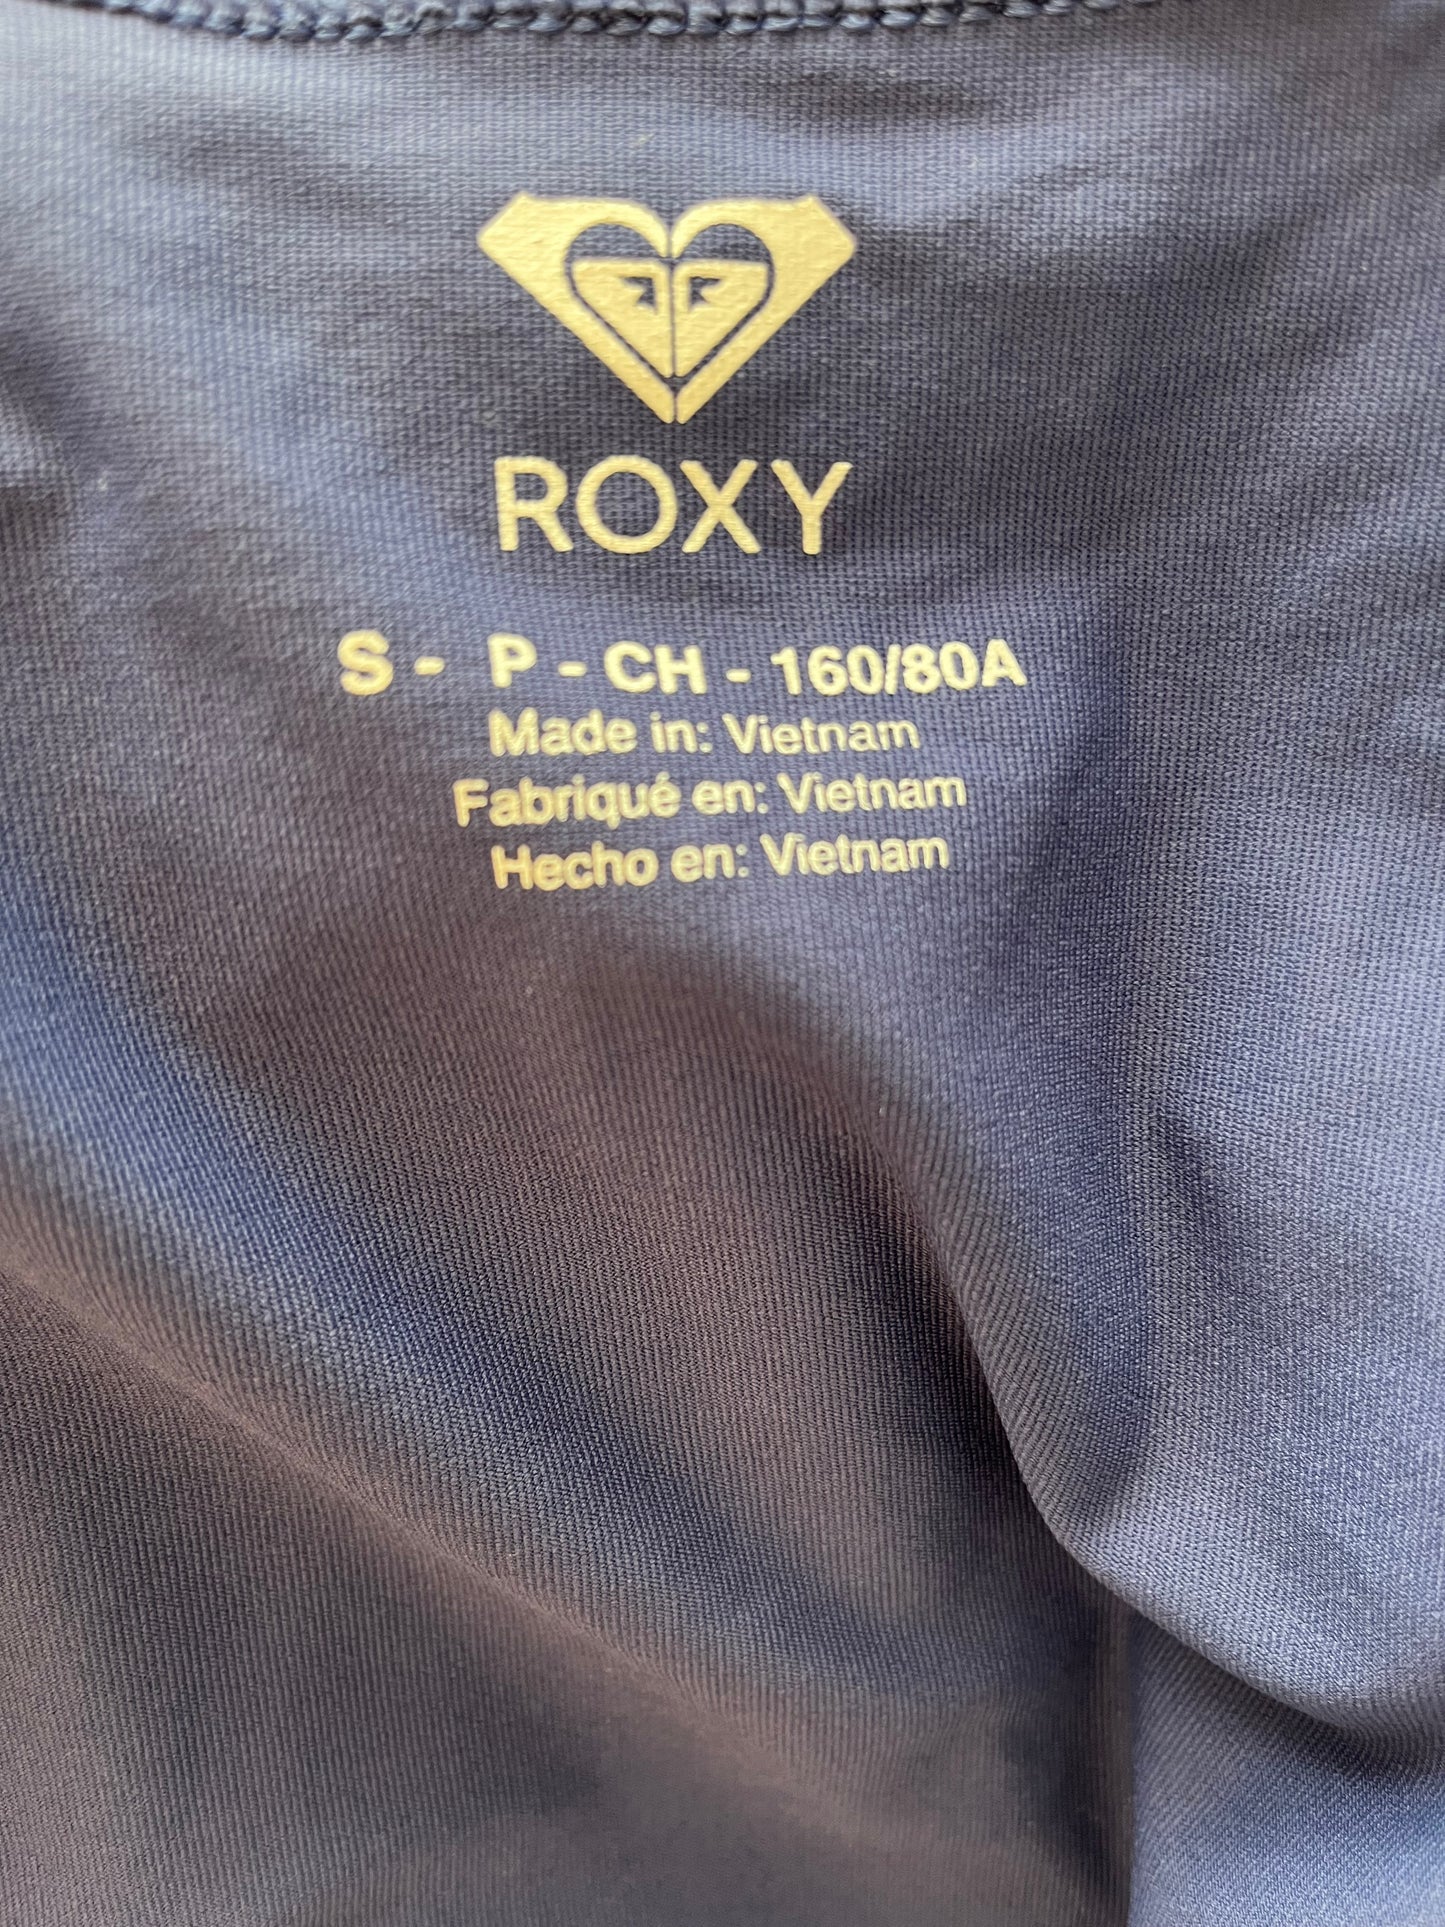 ROXY
S - P - CH - 160/80A
Made in: Vietnam
Fabriqué en: Vietnam
Hecho en: Vietnam